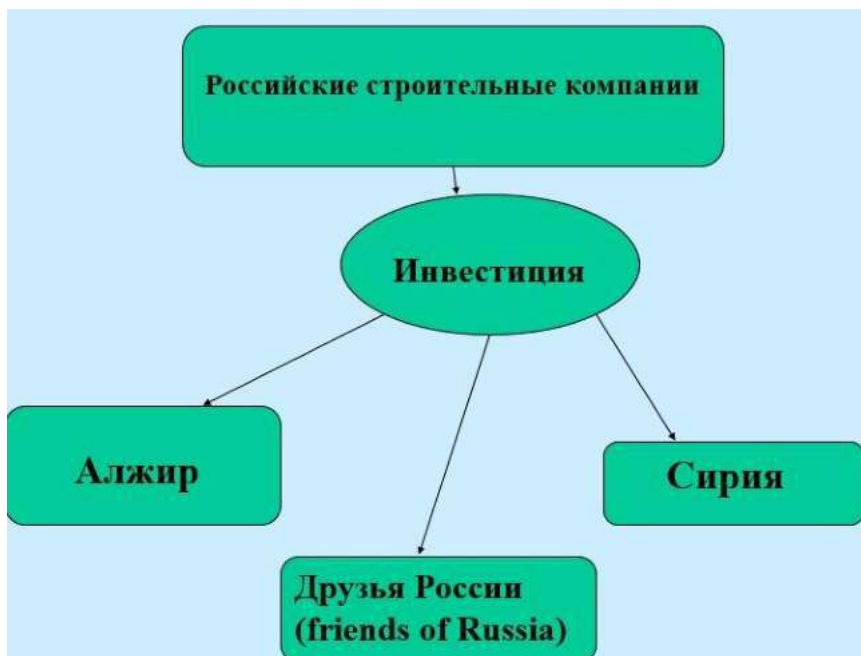 Российские строительные компании
Инвестиция
Алжир
Сирия
Друзья России
(friends of Russia)